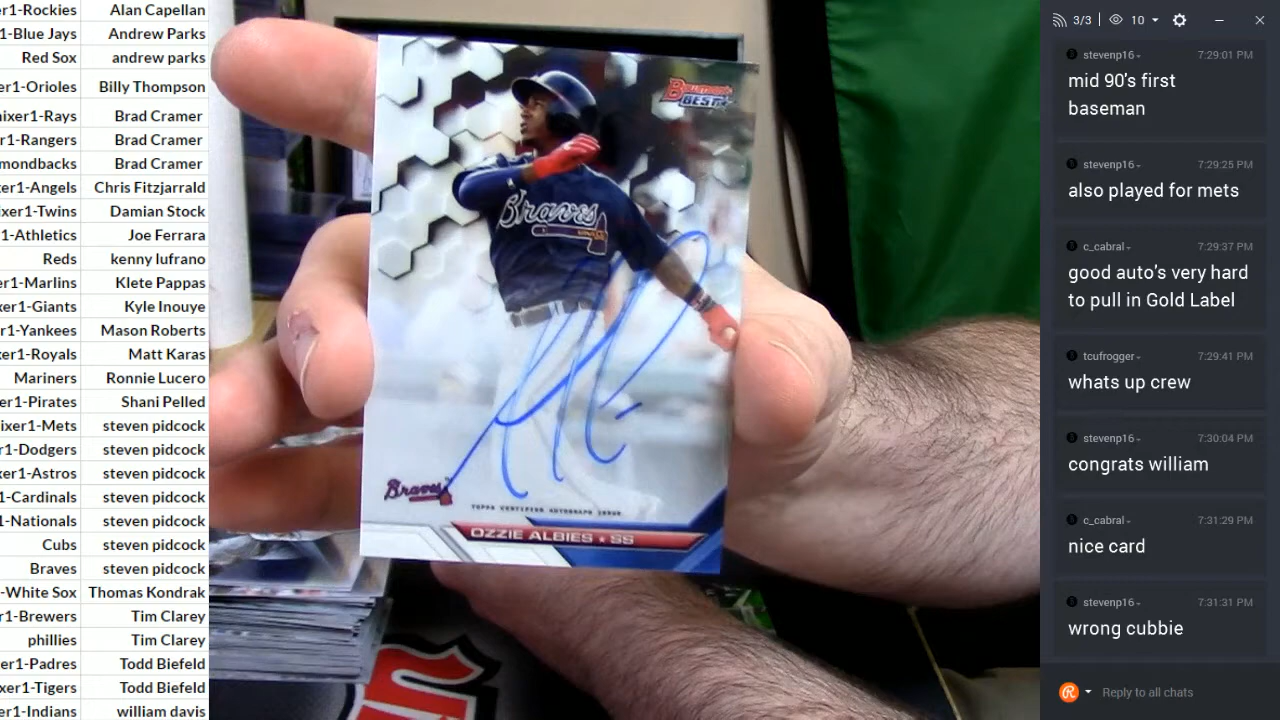 er1-Rockies Alan Capellan
1-Blue Jays Andrew Parks
Red Sox andrew parks
er1-Orioles Billy Thompson
ixer1-Rays Brad Cramer
r1-Rangers Brad Cramer
mondbacks Brad Cramer
er1-Angels Chris Fitzjarrald
ixer1-Twins Damian Stock
1-Athletics Joe Ferrara
Reds kenny lufrano
er1-Marlins Klete Pappas
xer1-Giants Kyle Inouye
r1-Yankees Mason Roberts
er1-Royals Matt Karas
Mariners Ronnie Lucero
er1-Pirates Shani Pelled
ixer1-Mets steven pidcock
r1-Dodgers steven pidcock
xer1-Astros steven pidcock
1-Cardinals steven pidcock
1-Nationals steven pidcock
Cubs steven pidcock
Braves steven pidcock
-White Sox Thomas Kondrak
r1-Brewers Tim Clarey
phillies Tim Clarey
er1-Padres Todd Biefeld
xer1-Tigers Todd Biefeld
r1-Indians william davis
Bowman's
BEST
Braves
Braves
TOPPS CERTIFIED AUTOGRAPH ISSUE
OZZIE ALBIES ★ SS
3/3 10
stevenp16 7:29:01 PM
mid 90's first
baseman
stevenp16 7:29:25 PM
also played for mets
c_cabral 7:29:37 PM
good auto's very hard
to pull in Gold Label
tcufrogger 7:29:41 PM
whats up crew
stevenp16 7:30:04 PM
congrats william
c_cabral 7:31:29 PM
nice card
stevenp16 7:31:31 PM
wrong cubbie
Reply to all chats